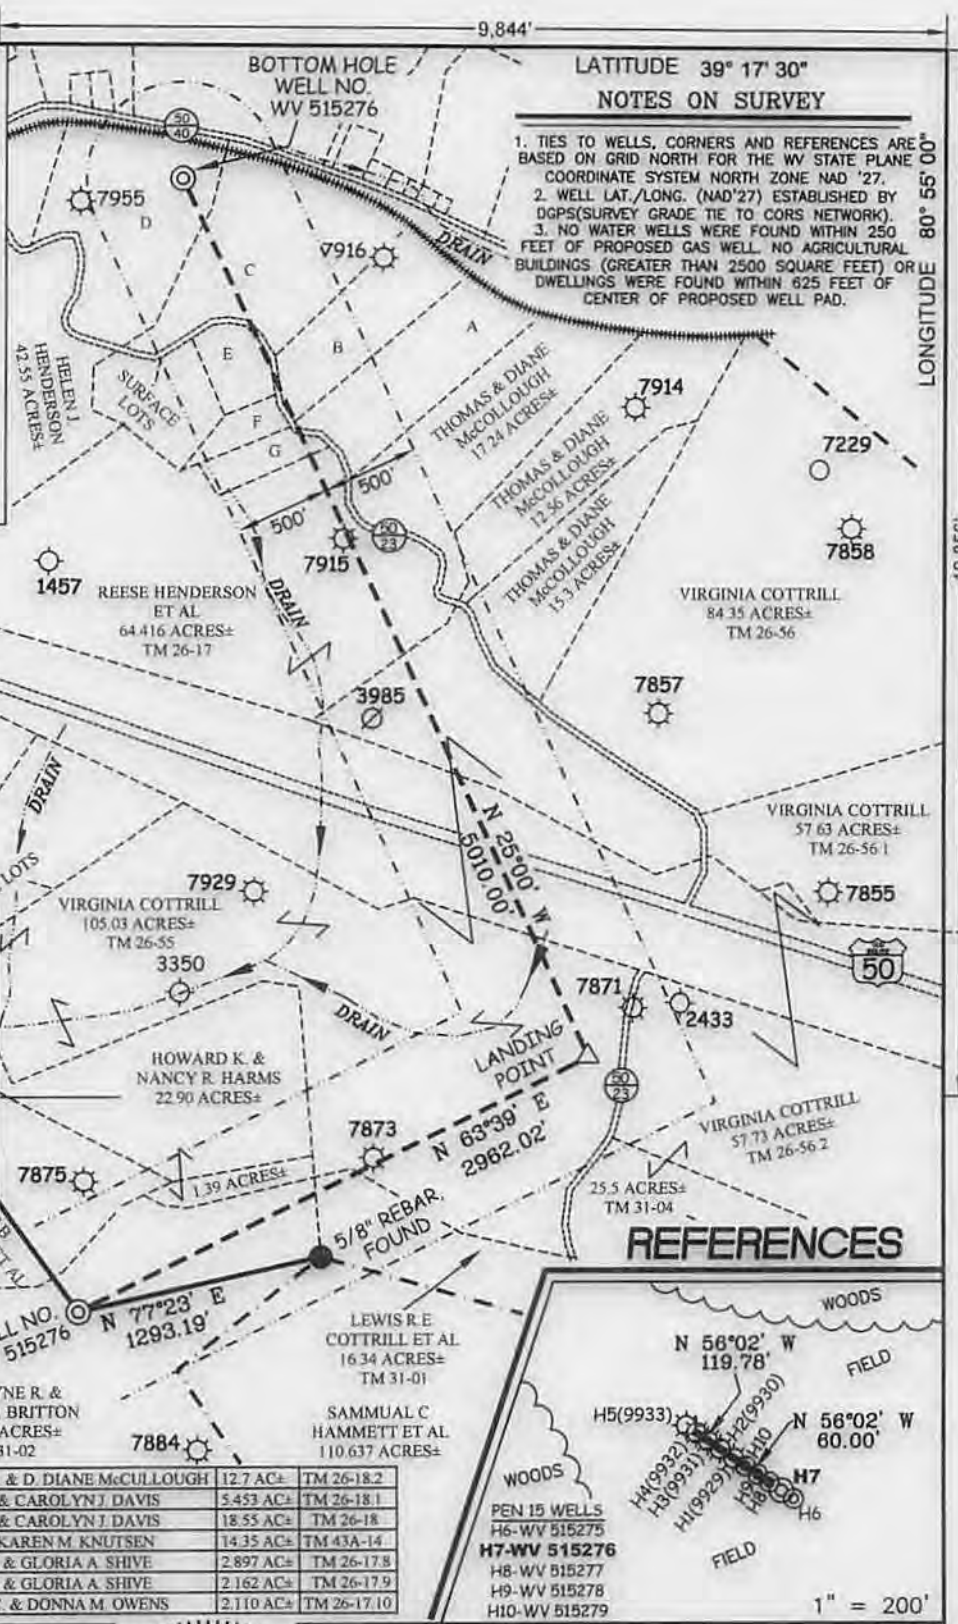 9,844'
BOTTOM HOLE
WELL NO.
WV 515276
LATITUDE 39° 17' 30"
NOTES ON SURVEY
1. TIES TO WELLS, CORNERS AND REFERENCES ARE
BASED ON GRID NORTH FOR THE WV STATE PLANE
COORDINATE SYSTEM NORTH ZONE NAD '27.
2. WELL LAT./LONG. (NAD'27) ESTABLISHED BY
DGPS(SURVEY GRADE TIE TO CORS NETWORK).
3. NO WATER WELLS WERE FOUND WITHIN 250
FEET OF PROPOSED GAS WELL. NO AGRICULTURAL
BUILDINGS (GREATER THAN 2500 SQUARE FEET) OR
DWELLINGS WERE FOUND WITHIN 625 FEET OF
CENTER OF PROPOSED WELL PAD.
LONGITUDE 80° 55' 00"
50
40
7955
D
C
7916
DRAIN
A
B
E
F
G
HELEN J.
HENDERSON
42.55 ACRES±
SURFACE
LOTS
THOMAS & DIANE
McCOLLOUGH
17.24 ACRES±
7914
THOMAS & DIANE
McCOLLOUGH
12.56 ACRES±
THOMAS & DIANE
McCOLLOUGH
15.3 ACRES±
7229
7858
500'
500'
50
23
7915
1457
REESE HENDERSON
ET AL
64.416 ACRES±
TM 26-17
DRAIN
VIRGINIA COTTRILL
84.35 ACRES±
TM 26-56
3985
7857
DRAIN
N 25°00' W
5010.00'
VIRGINIA COTTRILL
57.63 ACRES±
TM 26-56.1
7855
LOTS
7929
VIRGINIA COTTRILL
105.03 ACRES±
TM 26-55
3350
50
7871
2433
DRAIN
LANDING
POINT
50
23
HOWARD K. &
NANCY R. HARMS
22.90 ACRES±
7873
N 63°39' E
2962.02'
VIRGINIA COTTRILL
57.73 ACRES±
TM 26-56.2
7875
1.39 ACRES±
25.5 ACRES±
TM 31-04
5/8" REBAR,
FOUND
REFERENCES
LL NO.
515276
N 77°23' E
1293.19'
LEWIS R.E.
COTTRILL ET AL
16.34 ACRES±
TM 31-01
NE R. &
BRITTON
ACRES±
31-02
7884
SAMMUAL C
HAMMETT ET AL
110.637 ACRES±
& D. DIANE McCULLOUGH 12.7 AC± TM 26-18.2
& CAROLYN J. DAVIS 5.453 AC± TM 26-18.1
& CAROLYN J. DAVIS 18.55 AC± TM 26-18
KAREN M. KNUTSEN 14.35 AC± TM 43A-14
& GLORIA A. SHIVE 2.897 AC± TM 26-17.8
& GLORIA A. SHIVE 2.162 AC± TM 26-17.9
& DONNA M. OWENS 2.110 AC± TM 26-17.10
WOODS
N 56°02' W
119.78'
FIELD
H5(9933)
H2(9930)
H10
N 56°02' W
60.00'
H4(9932)
H3(9931)
H1(9929)
H9
H8
H7
H6
WOODS
FIELD
PEN 15 WELLS
H6-WV 515275
H7-WV 515276
H8-WV 515277
H9-WV 515278
H10-WV 515279
1" = 200'